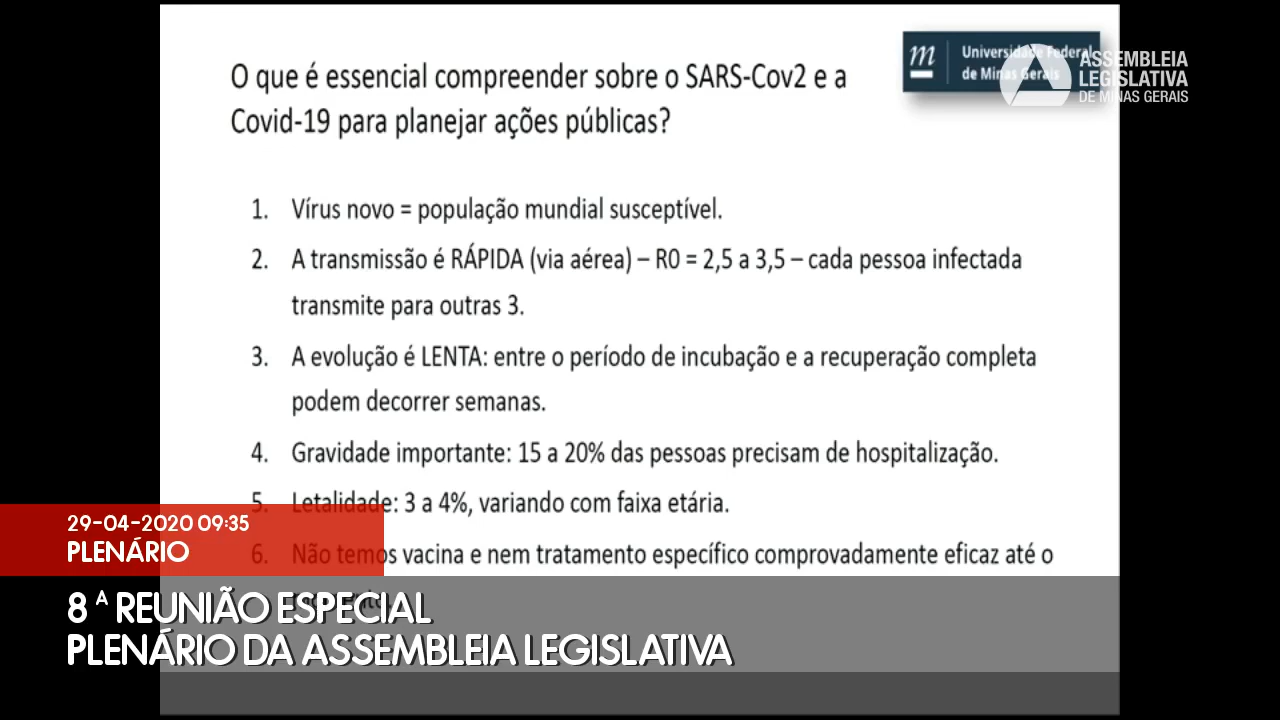 O que é essencial compreender sobre o SARS-Cov2 e a
Covid-19 para planejar ações públicas?
m
Universidade Federal
de Minas Gerais
ASSEMBLEIA
LEGISLATIVA
DE MINAS GERAIS
1. Vírus novo = população mundial susceptível.
2. A transmissão é RÁPIDA (via aérea) – R0 = 2,5 a 3,5 – cada pessoa infectada
transmite para outras 3.
3. A evolução é LENTA: entre o período de incubação e a recuperação completa
podem decorrer semanas.
4. Gravidade importante: 15 a 20% das pessoas precisam de hospitalização.
5. Letalidade: 3 a 4%, variando com faixa etária.
6. Não temos vacina e nem tratamento específico comprovadamente eficaz até o
29-04-2020 09:35
PLENÁRIO
8ª REUNIÃO ESPECIAL
PLENÁRIO DA ASSEMBLEIA LEGISLATIVA